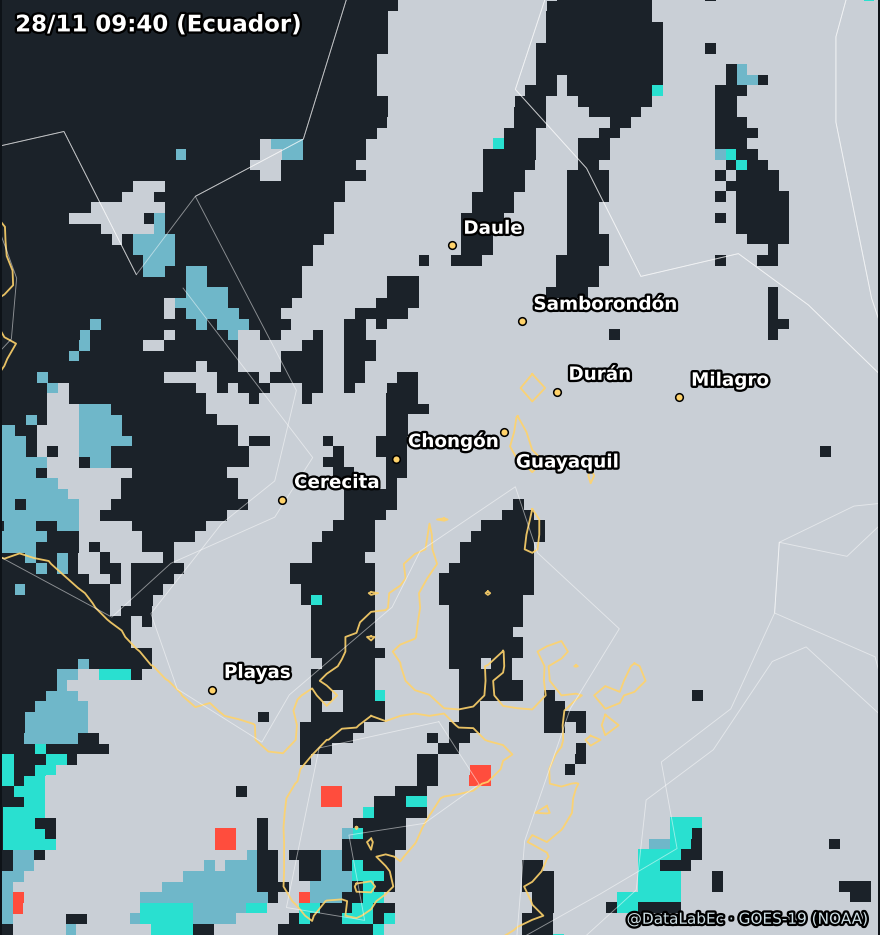 28/11 09:40 (Ecuador)
Daule
Samborondón
Durán
Milagro
Chongón
Guayaquil
Cerecita
Playas
@DataLabEc · GOES-19 (NOAA)